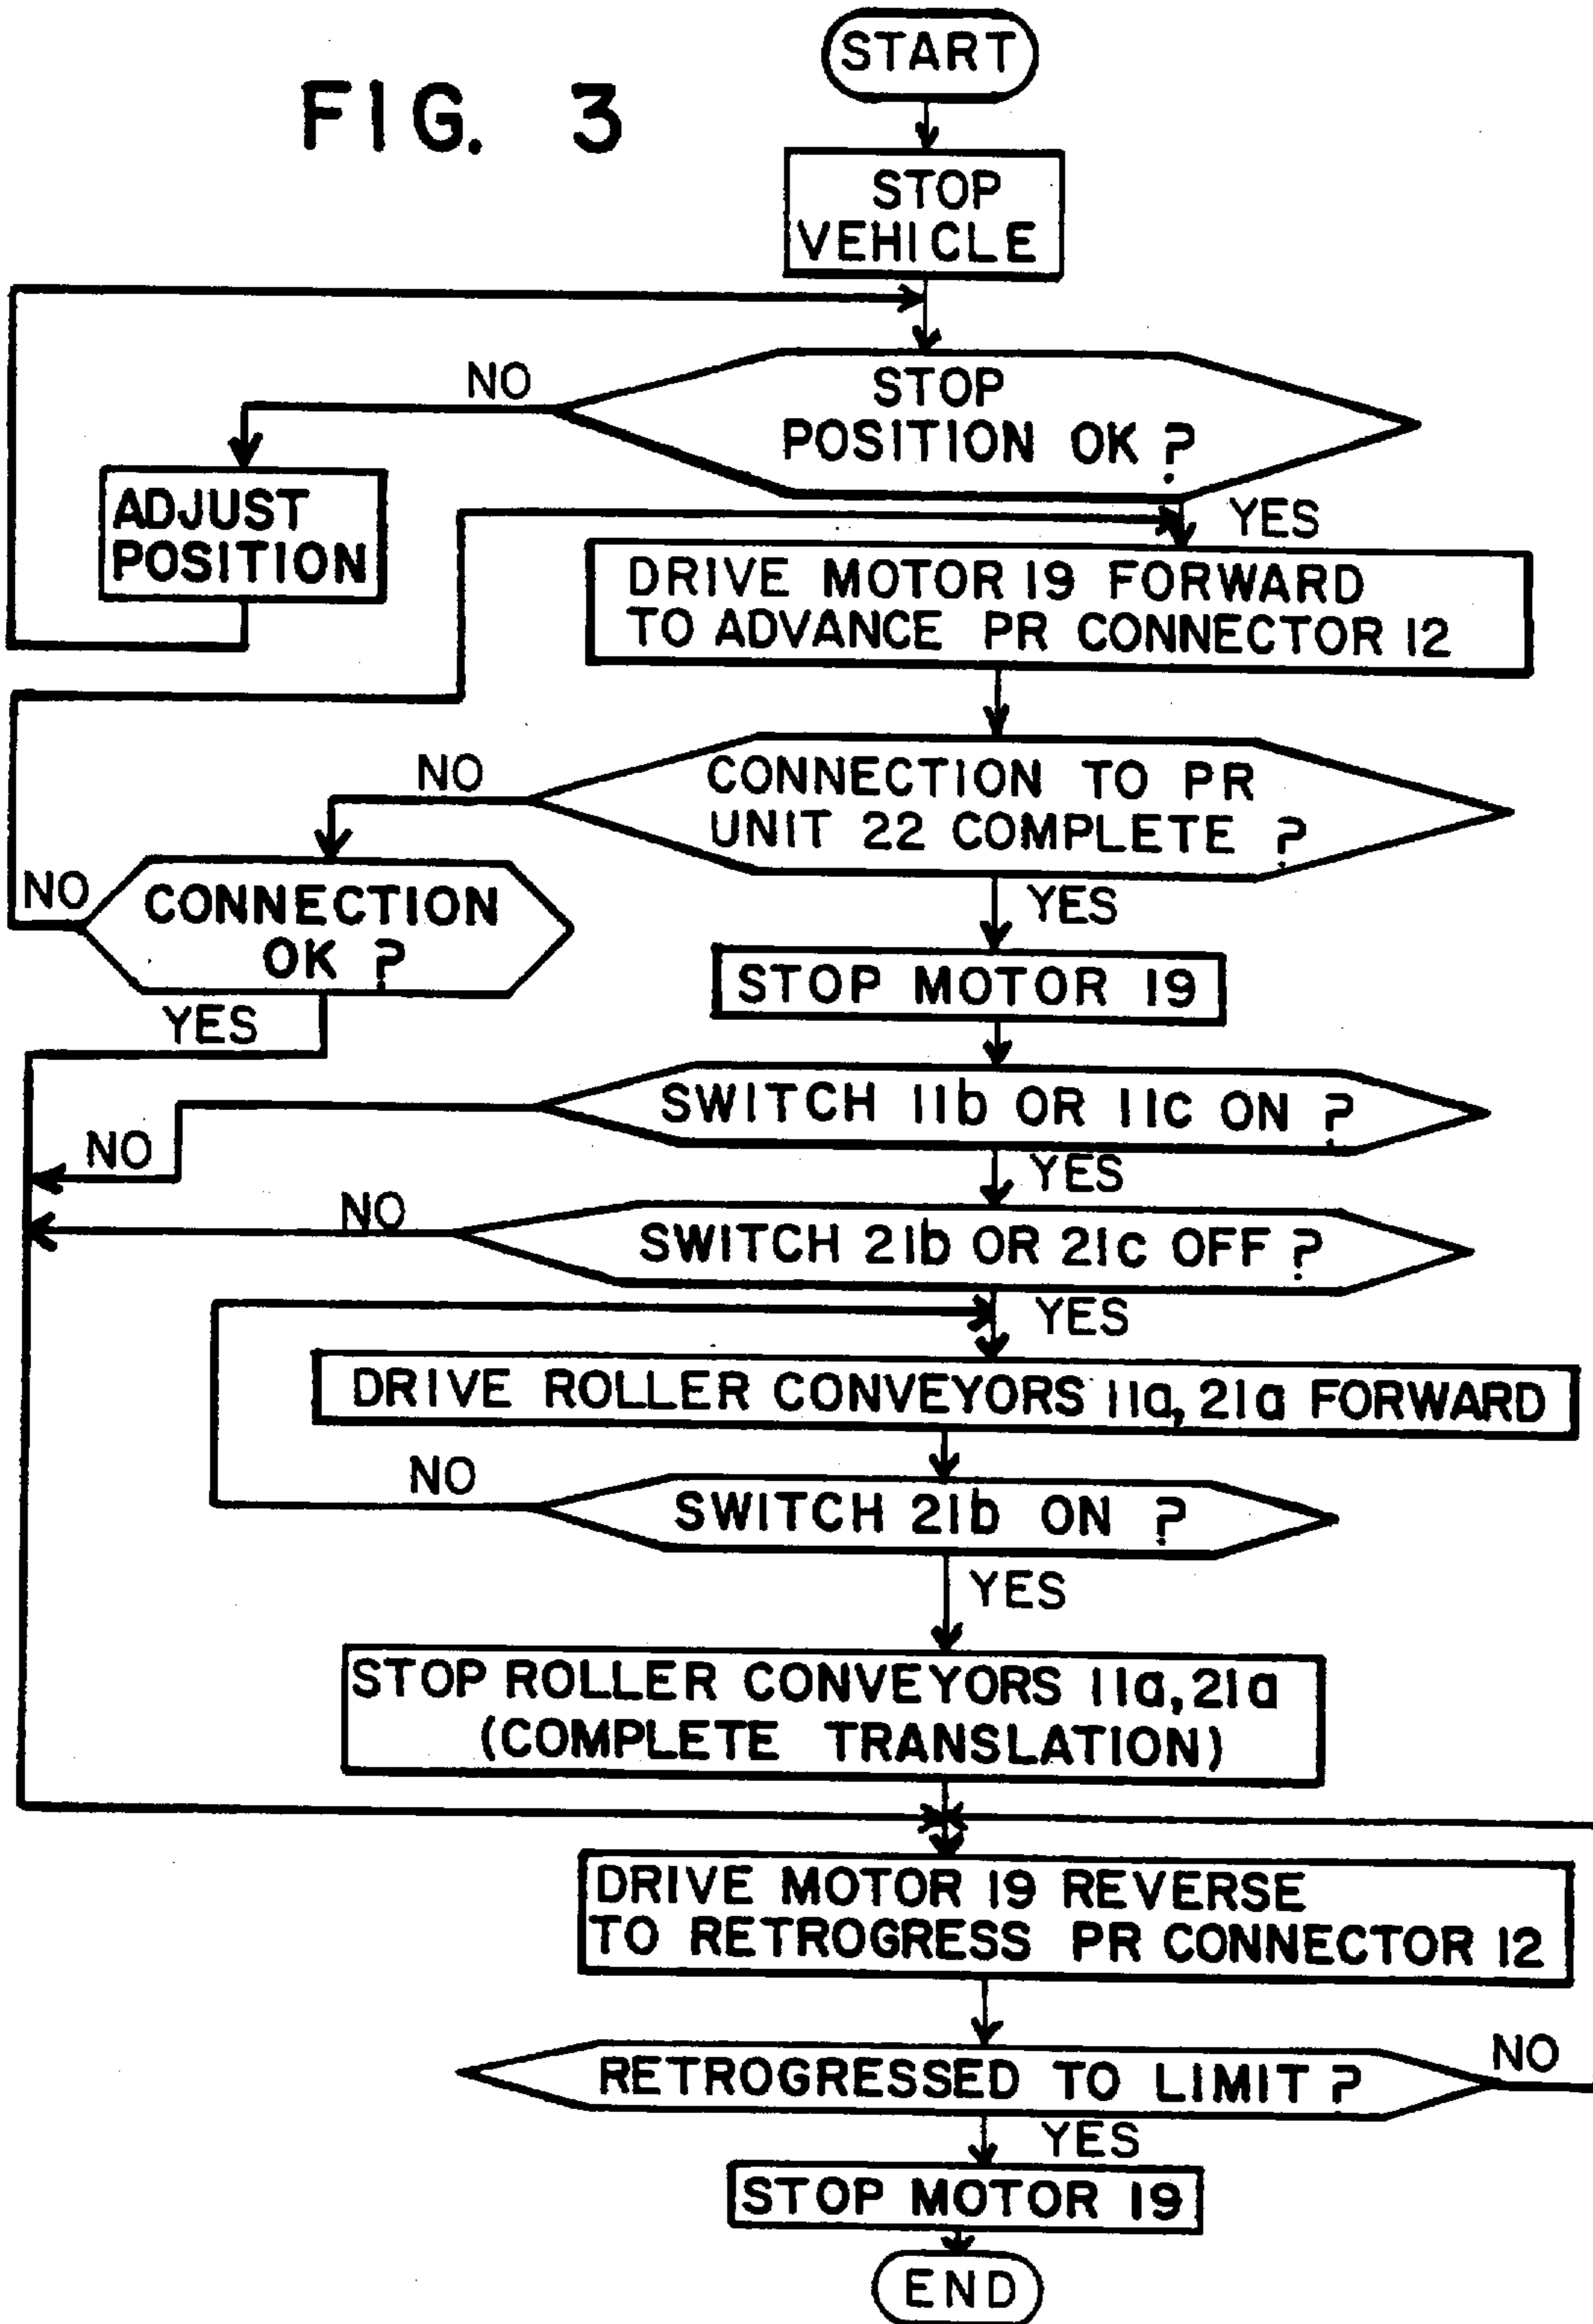 START
FIG. 3
STOP
VEHICLE
NO
STOP
POSITION OK ?
YES
ADJUST
POSITION
DRIVE MOTOR 19 FORWARD
TO ADVANCE PR CONNECTOR 12
NO
CONNECTION TO PR
UNIT 22 COMPLETE ?
NO
CONNECTION
OK ?
YES
YES
STOP MOTOR 19
SWITCH 11b OR 11c ON ?
NO
YES
NO
SWITCH 21b OR 21c OFF ?
YES
DRIVE ROLLER CONVEYORS 11a, 21a FORWARD
NO
SWITCH 21b ON ?
YES
STOP ROLLER CONVEYORS 11a, 21a
(COMPLETE TRANSLATION)
DRIVE MOTOR 19 REVERSE
TO RETROGRESS PR CONNECTOR 12
RETROGRESSED TO LIMIT ?
NO
YES
STOP MOTOR 19
END